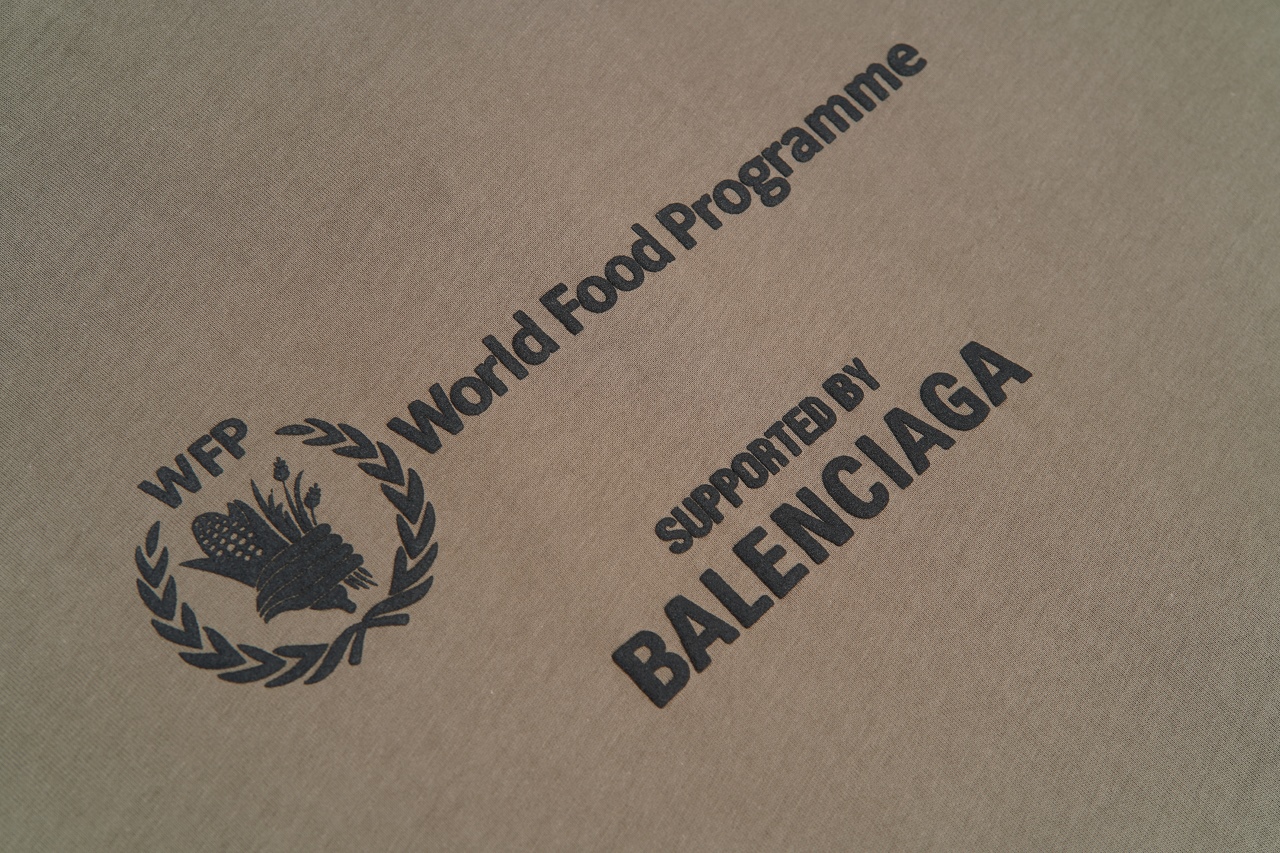 WFP
World Food Programme
SUPPORTED BY
BALENCIAGA